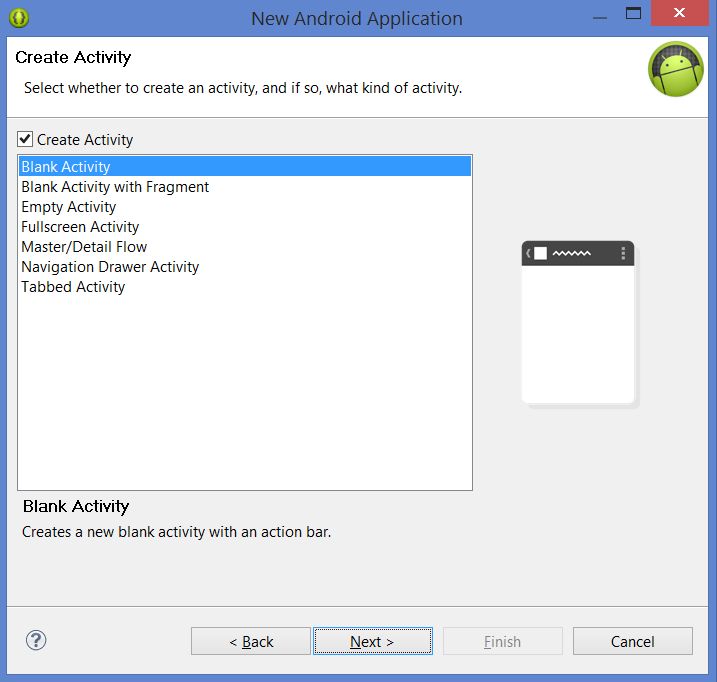 New Android Application
Create Activity
Select whether to create an activity, and if so, what kind of activity.
Create Activity
Blank Activity
Blank Activity with Fragment
Empty Activity
Fullscreen Activity
Master/Detail Flow
Navigation Drawer Activity
Tabbed Activity
Blank Activity
Creates a new blank activity with an action bar.
? < Back Next > Finish Cancel